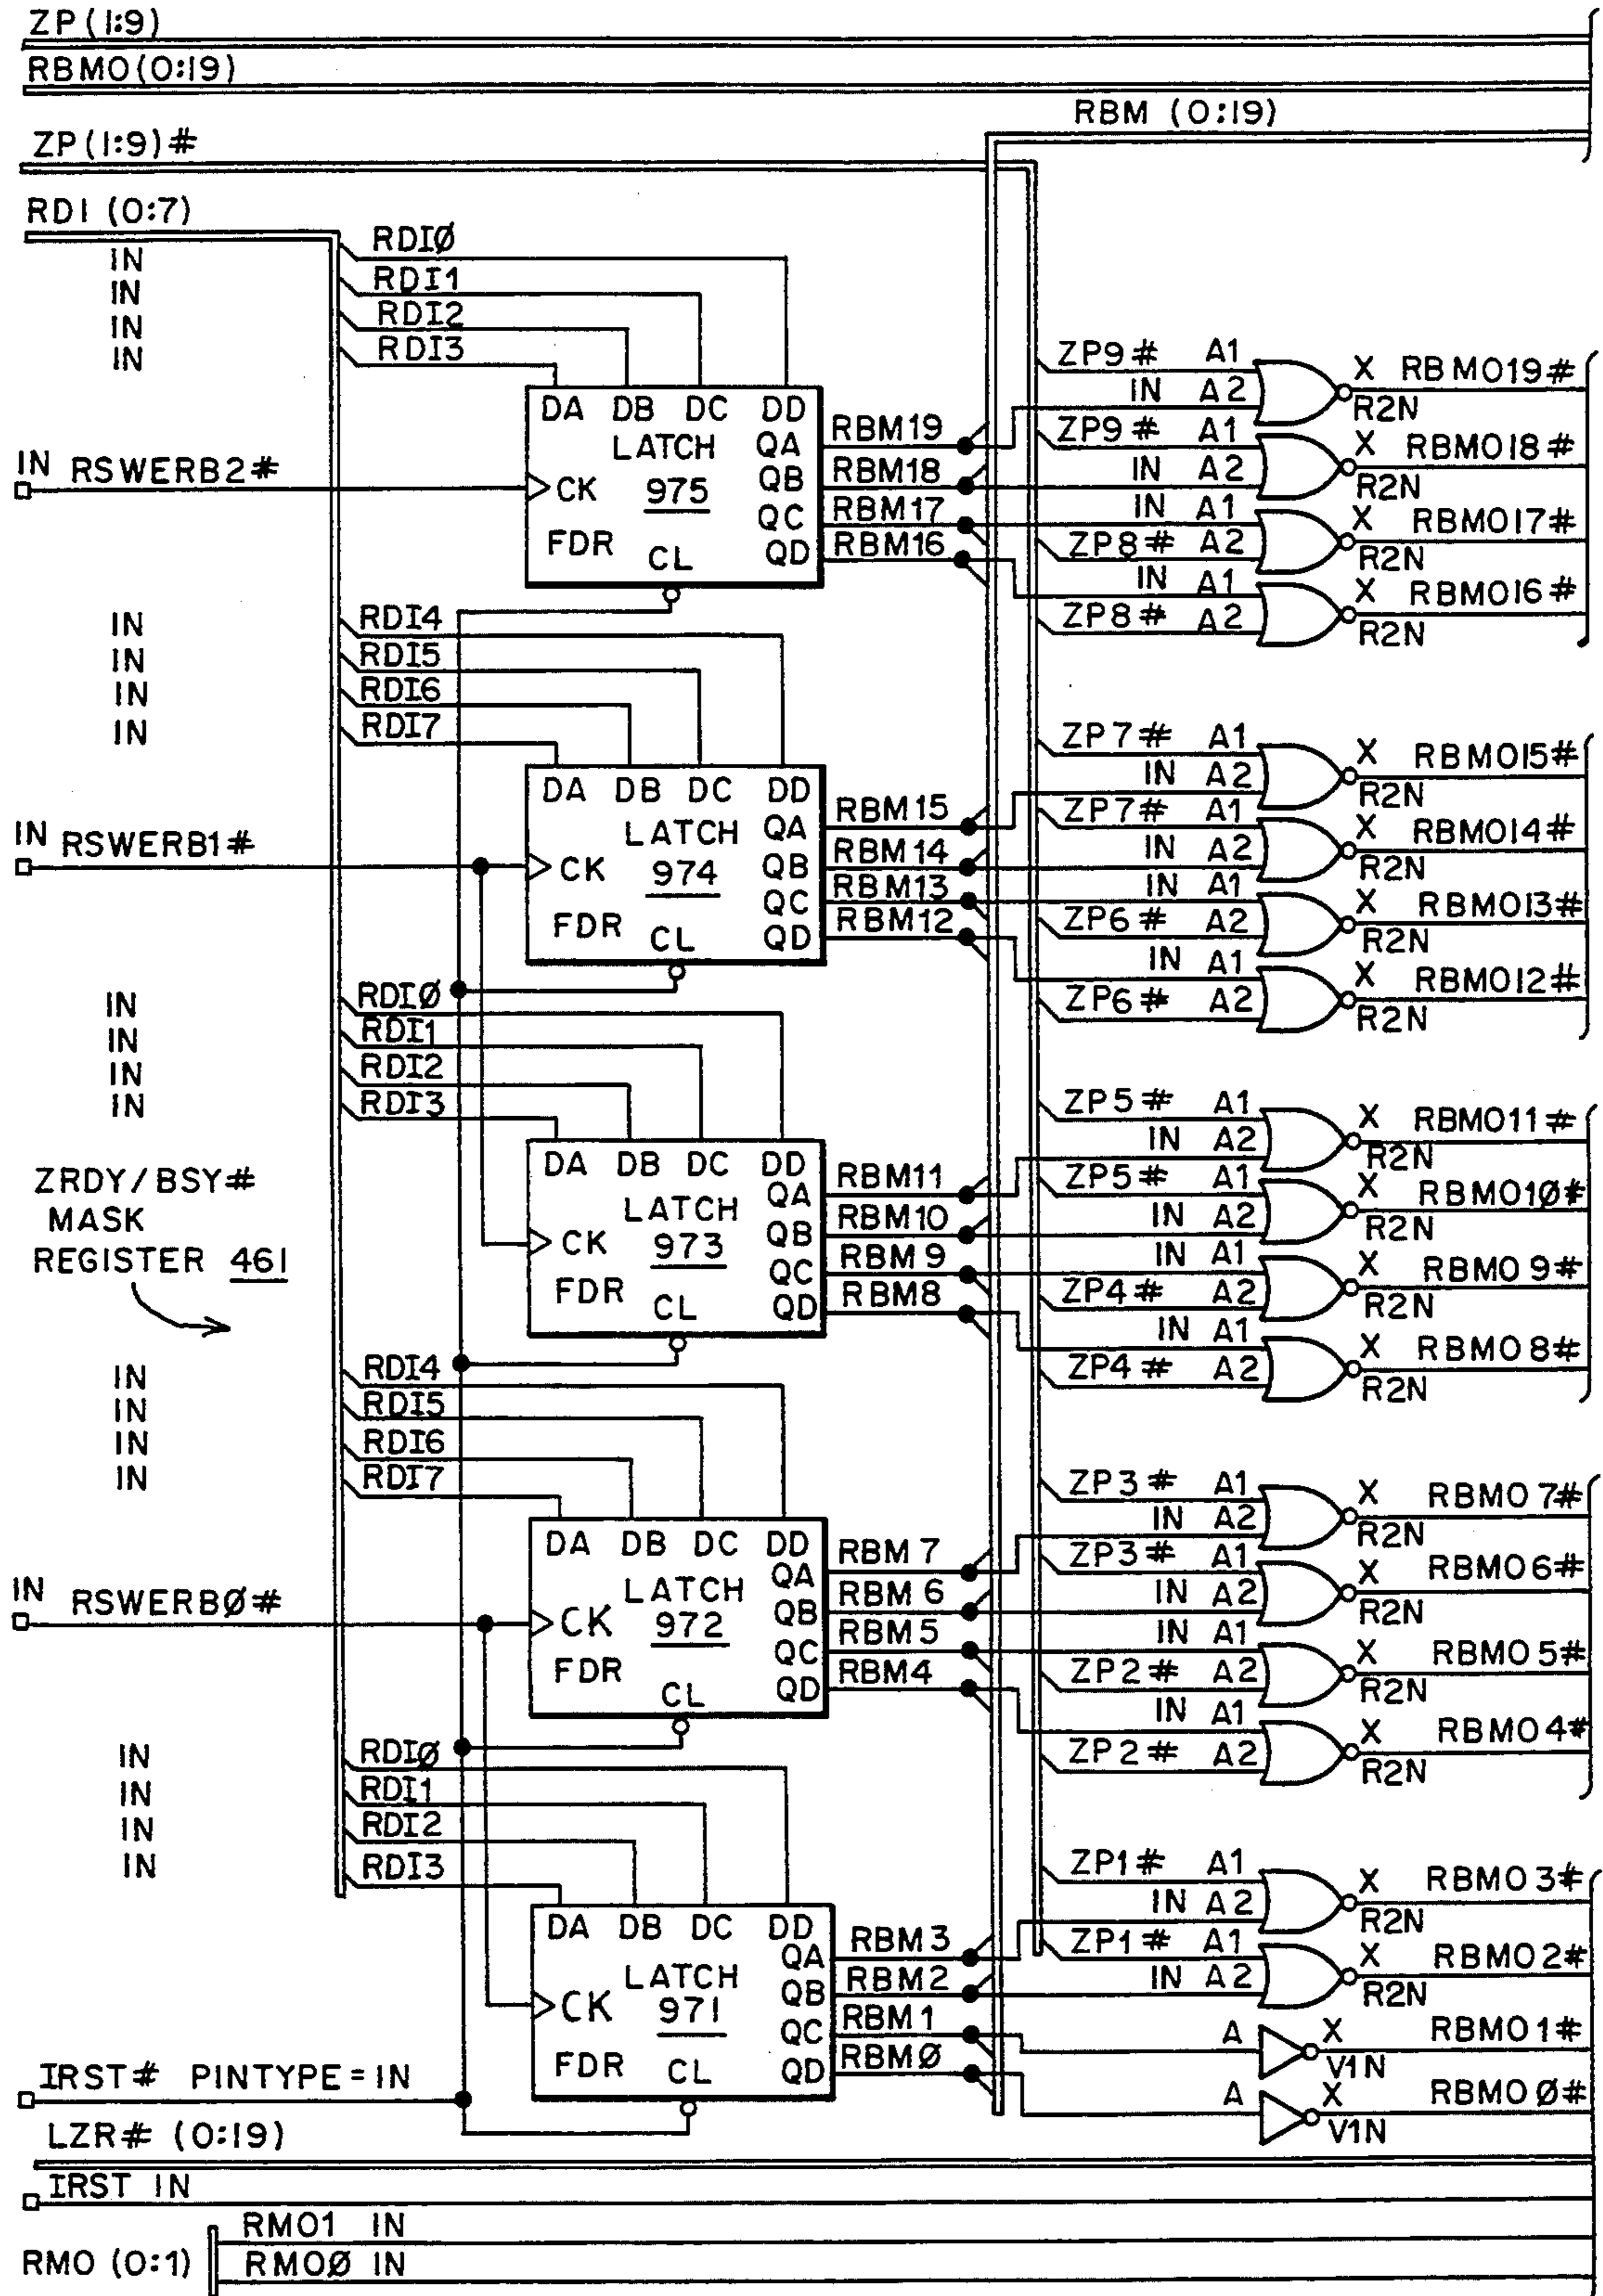 ZP (1:9)
RBMO (0:19)
RBM (0:19)
ZP (1:9) #
RDI (0:7)
IN
IN
IN
IN
RDIØ
RDI1
RDI2
RDI3
DA DB DC DD
LATCH
975
QA
QB
QC
QD
CK
FDR
CL
IN RSWERB2#
RBM19
RBM18
RBM17
RBM16
ZP9# A1
IN A2
X RBMO19#
R2N
ZP9# A1
IN A2
X RBMO18#
R2N
IN A1
ZP8# A2
X RBMO17#
R2N
IN A1
ZP8# A2
X RBMO16#
R2N
IN
IN
IN
IN
RDI4
RDI5
RDI6
RDI7
DA DB DC DD
LATCH
974
QA
QB
QC
QD
CK
FDR
CL
IN RSWERB1#
RBM15
RBM14
RBM13
RBM12
ZP7# A1
IN A2
X RBMO15#
R2N
ZP7# A1
IN A2
X RBMO14#
R2N
IN A1
ZP6# A2
X RBMO13#
R2N
IN A1
ZP6# A2
X RBMO12#
R2N
IN
IN
IN
IN
RDIØ
RDI1
RDI2
RDI3
DA DB DC DD
LATCH
973
QA
QB
QC
QD
CK
FDR
CL
ZRDY/BSY#
MASK
REGISTER 461
RBM11
RBM10
RBM9
RBM8
ZP5# A1
IN A2
X RBMO11#
R2N
ZP5# A1
IN A2
X RBMO1Ø#
R2N
IN A1
ZP4# A2
X RBMO9#
R2N
IN A1
ZP4# A2
X RBMO8#
R2N
IN
IN
IN
IN
RDI4
RDI5
RDI6
RDI7
DA DB DC DD
LATCH
972
QA
QB
QC
QD
CK
FDR
CL
IN RSWERBØ#
RBM7
RBM6
RBM5
RBM4
ZP3# A1
IN A2
X RBMO7#
R2N
ZP3# A1
IN A2
X RBMO6#
R2N
IN A1
ZP2# A2
X RBMO5#
R2N
IN A1
ZP2# A2
X RBMO4#
R2N
IN
IN
IN
IN
RDIØ
RDI1
RDI2
RDI3
DA DB DC DD
LATCH
971
QA
QB
QC
QD
CK
FDR
CL
RBM3
RBM2
RBM1
RBMØ
ZP1# A1
IN A2
X RBMO3#
R2N
ZP1# A1
IN A2
X RBMO2#
R2N
A X RBMO1#
V1N
A X RBMOØ#
V1N
IRST# PINTYPE=IN
LZR# (0:19)
IRST IN
RMO1 IN
RMO (0:1)
RMOØ IN